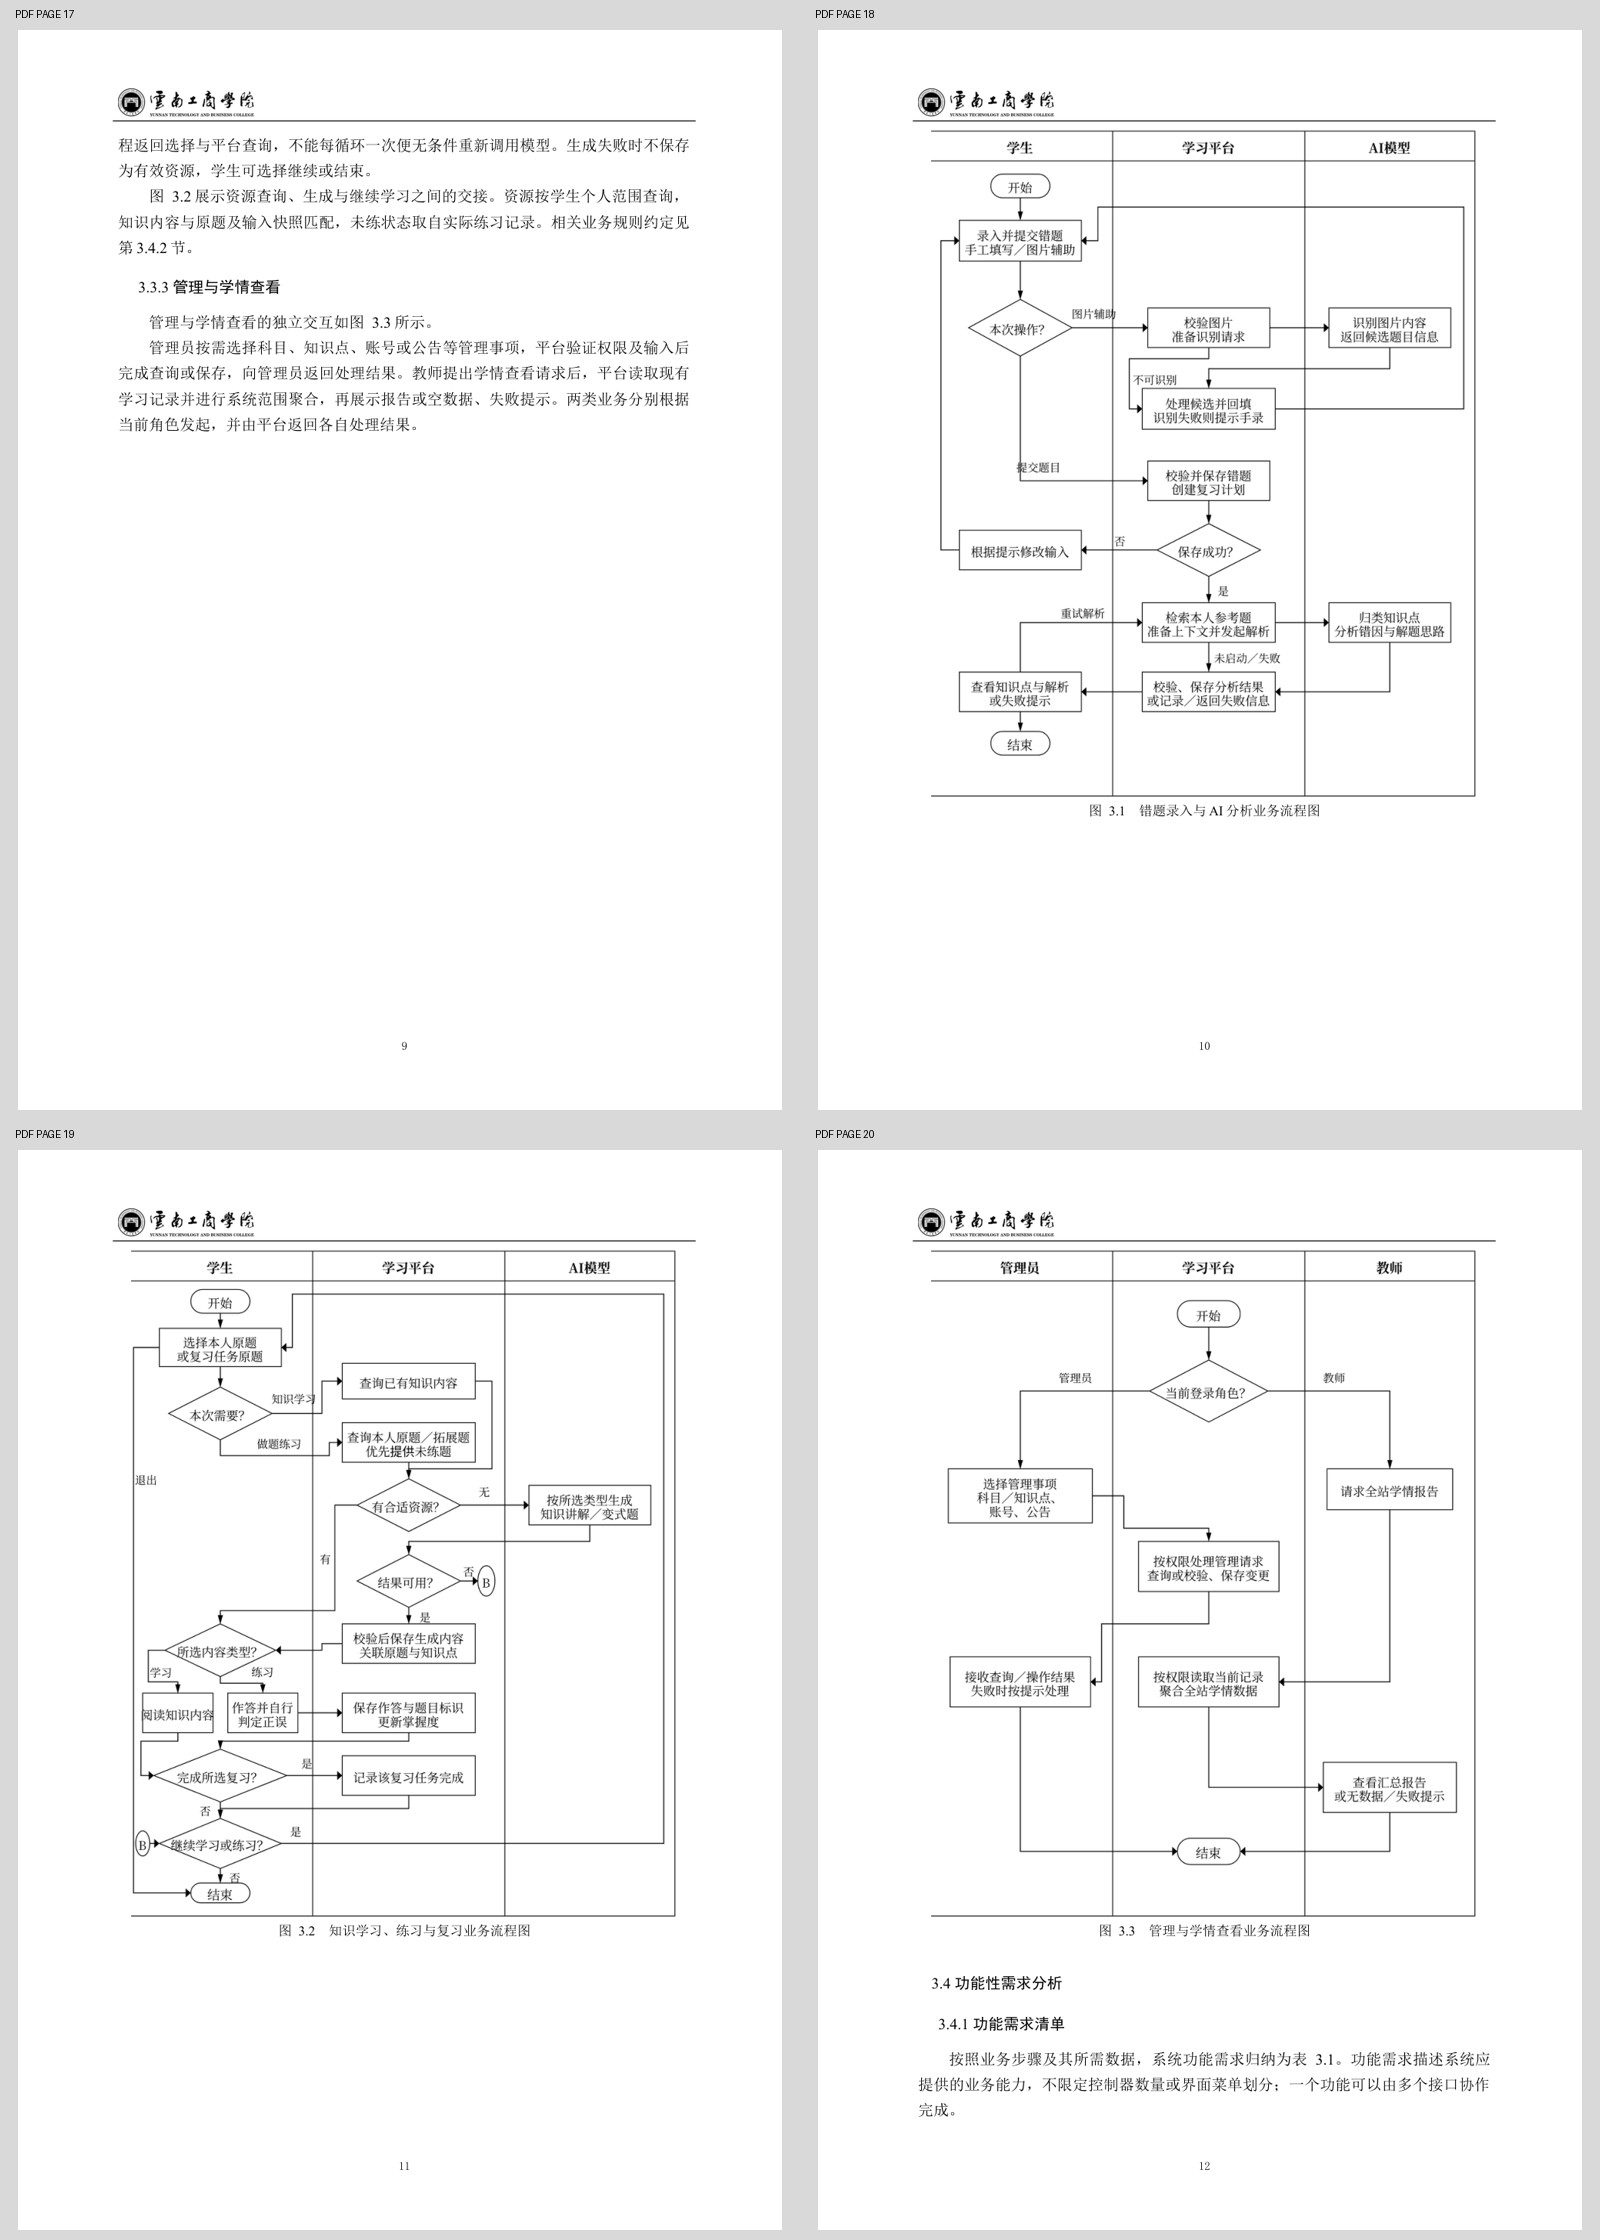 PDF PAGE 17
雲南工商學院
YUNNAN TECHNOLOGY AND BUSINESS COLLEGE
程返回选择与平台查询，不能每循环一次便无条件重新调用模型。生成失败时不保存
为有效资源，学生可选择继续或结束。
图 3.2 展示资源查询、生成与继续学习之间的交接。资源按学生个人范围查询，
知识内容与原题及输入快照匹配，未练状态取自实际练习记录。相关业务规则约定见
第 3.4.2 节。
3.3.3 管理与学情查看
管理与学情查看的独立交互如图 3.3 所示。
管理员按需选择科目、知识点、账号或公告等管理事项，平台验证权限及输入后
完成查询或保存，向管理员返回处理结果。教师提出学情查看请求后，平台读取现有
学习记录并进行系统范围聚合，再展示报告或空数据、失败提示。两类业务分别根据
当前角色发起，并由平台返回各自处理结果。
9
PDF PAGE 18
雲南工商學院
YUNNAN TECHNOLOGY AND BUSINESS COLLEGE
学生
学习平台
AI模型
开始
录入并提交错题
手工填写／图片辅助
本次操作？
图片辅助
校验图片
准备识别请求
识别图片内容
返回候选题目信息
不可识别
处理候选并回填
识别失败则提示手录
提交题目
校验并保存错题
创建复习计划
根据提示修改输入
否
保存成功？
是
重试解析
检索本人参考题
准备上下文并发起解析
归类知识点
分析错因与解题思路
未启动／失败
查看知识点与解析
或失败提示
校验、保存分析结果
或记录／返回失败信息
结束
图 3.1 错题录入与 AI 分析业务流程图
10
PDF PAGE 19
雲南工商學院
YUNNAN TECHNOLOGY AND BUSINESS COLLEGE
学生
学习平台
AI模型
开始
选择本人原题
或复习任务原题
查询已有知识内容
知识学习
本次需要？
做题练习
查询本人原题／拓展题
优先提供未练题
退出
有合适资源？
无
按所选类型生成
知识讲解／变式题
有
结果可用？
否
B
是
所选内容类型？
校验后保存生成内容
关联原题与知识点
学习
练习
阅读知识内容
作答并自行
判定正误
保存作答与题目标识
更新掌握度
完成所选复习？
是
记录该复习任务完成
否
B
继续学习或练习？
是
否
结束
图 3.2 知识学习、练习与复习业务流程图
11
PDF PAGE 20
雲南工商學院
YUNNAN TECHNOLOGY AND BUSINESS COLLEGE
管理员
学习平台
教师
开始
管理员
当前登录角色？
教师
选择管理事项
科目／知识点、
账号、公告
请求全站学情报告
按权限处理管理请求
查询或校验、保存变更
接收查询／操作结果
失败时按提示处理
按权限读取当前记录
聚合全站学情数据
查看汇总报告
或无数据／失败提示
结束
图 3.3 管理与学情查看业务流程图
3.4 功能性需求分析
3.4.1 功能需求清单
按照业务步骤及其所需数据，系统功能需求归纳为表 3.1。功能需求描述系统应
提供的业务能力，不限定控制器数量或界面菜单划分；一个功能可以由多个接口协作
完成。
12